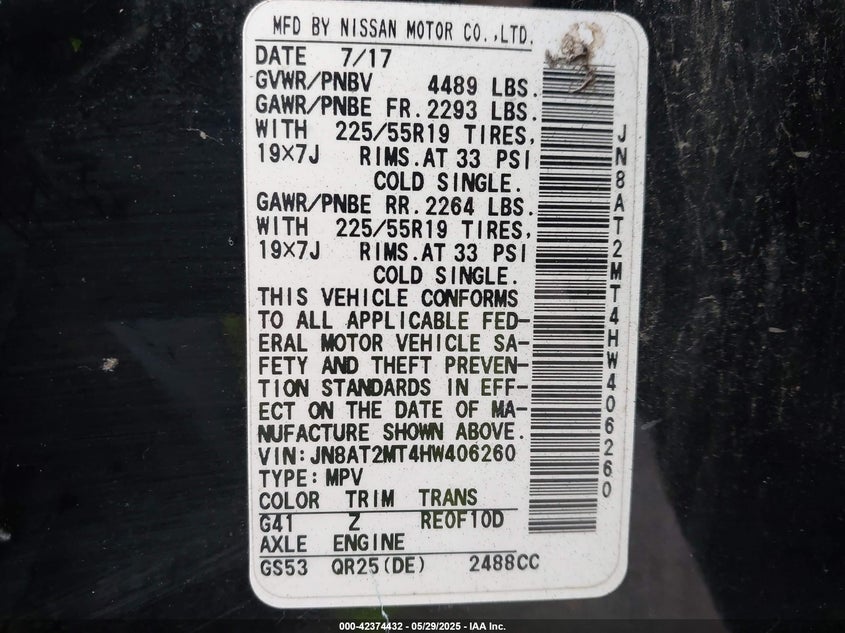 MFD BY NISSAN MOTOR CO.,LTD.
DATE 7/17
GVWR/PNBV 4489 LBS.
GAWR/PNBE FR. 2293 LBS.
WITH 225/55R19 TIRES,
19×7J RIMS. AT 33 PSI
COLD SINGLE.
GAWR/PNBE RR. 2264 LBS.
WITH 225/55R19 TIRES,
19×7J RIMS. AT 33 PSI
COLD SINGLE.
THIS VEHICLE CONFORMS
TO ALL APPLICABLE FED-
ERAL MOTOR VEHICLE SA-
FETY AND THEFT PREVEN-
TION STANDARDS IN EFF-
ECT ON THE DATE OF MA-
NUFACTURE SHOWN ABOVE.
VIN: JN8AT2MT4HW406260
TYPE: MPV
COLOR TRIM TRANS
G41 Z RE0F10D
AXLE ENGINE
GS53 QR25(DE) 2488CC
JN8AT2MT4HW406260
000-42374432 - 05/29/2025 - IAA Inc.